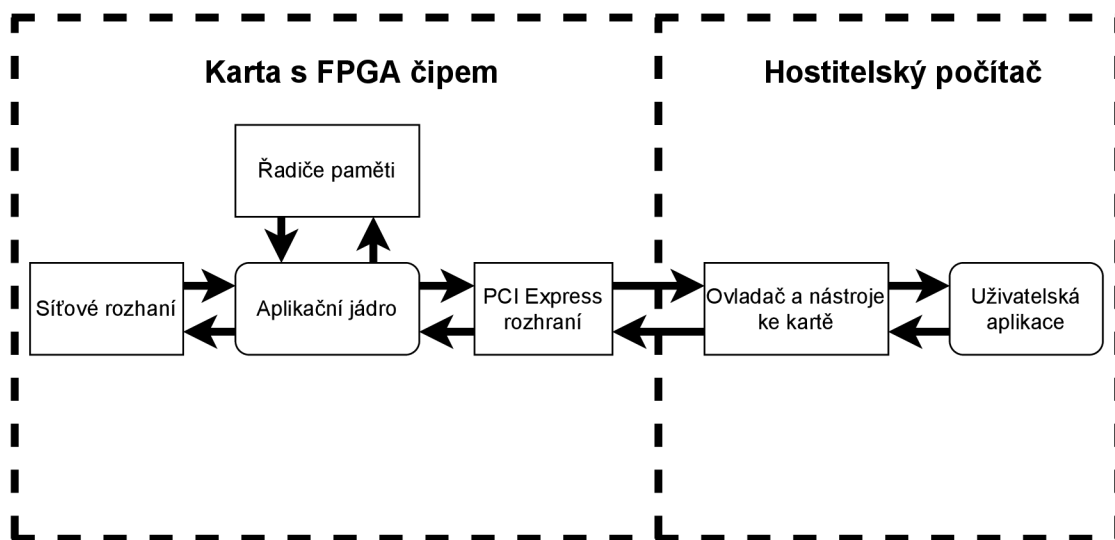 Karta s FPGA čipem
Hostitelský počítač
Řadiče paměti
Síťové rozhaní
Aplikační jádro
PCI Express
rozhraní
Ovladač a nástroje
ke kartě
Uživatelská
aplikace